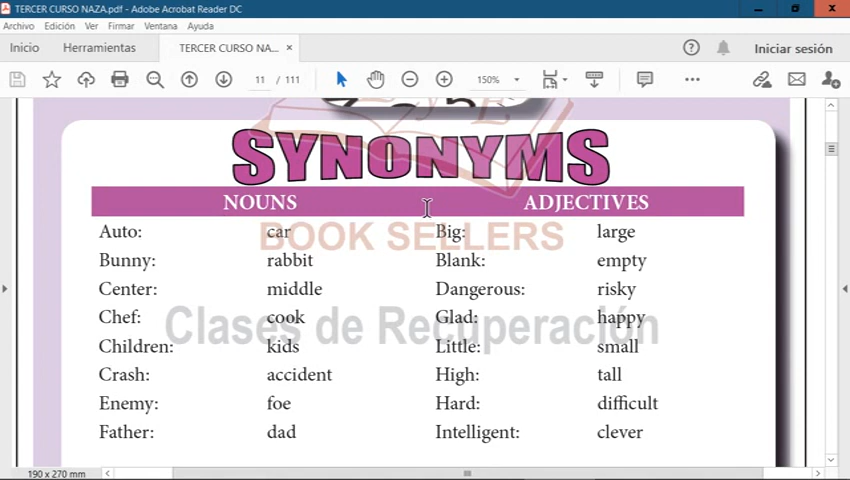 TERCER CURSO NAZA.pdf - Adobe Acrobat Reader DC
Archivo Edición Ver Firmar Ventana Ayuda
Inicio Herramientas TERCER CURSO NA... × Iniciar sesión
11 / 111 150%
SYNONYMS
NOUNS ADJECTIVES
BOOK SELLERS
Auto: car Big: large
Bunny: rabbit Blank: empty
Center: middle Dangerous: risky
Clases de Recuperación
Chef: cook Glad: happy
Children: kids Little: small
Crash: accident High: tall
Enemy: foe Hard: difficult
Father: dad Intelligent: clever
190 x 270 mm